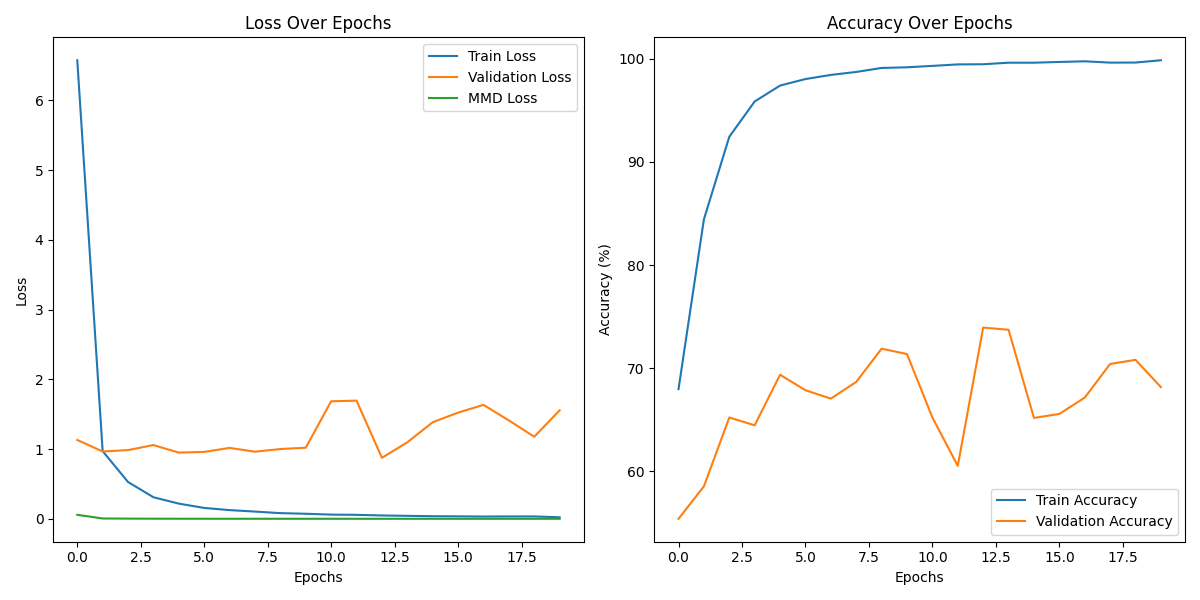 Loss Over Epochs
Train Loss
Validation Loss
MMD Loss
6
5
4
3
2
1
0
Loss
0.0 2.5 5.0 7.5 10.0 12.5 15.0 17.5
Epochs
Accuracy Over Epochs
100
90
80
70
60
Accuracy (%)
Train Accuracy
Validation Accuracy
0.0 2.5 5.0 7.5 10.0 12.5 15.0 17.5
Epochs